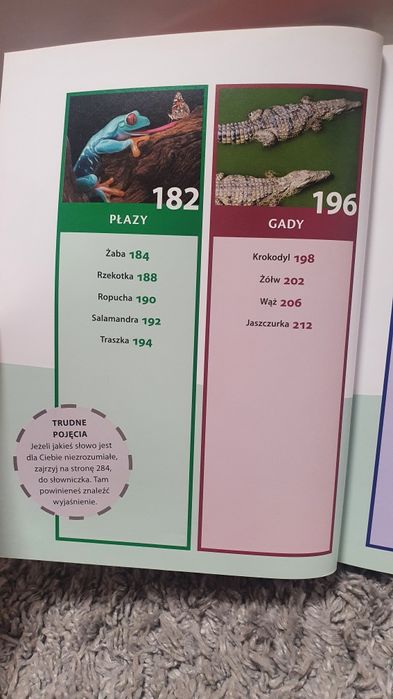 182
PŁAZY
Żaba 184
Rzekotka 188
Ropucha 190
Salamandra 192
Traszka 194
196
GADY
Krokodyl 198
Żółw 202
Wąż 206
Jaszczurka 212
TRUDNE
POJĘCIA
Jeżeli jakieś słowo jest
dla Ciebie niezrozumiałe,
zajrzyj na stronę 284,
do słowniczka. Tam
powinieneś znaleźć
wyjaśnienie.